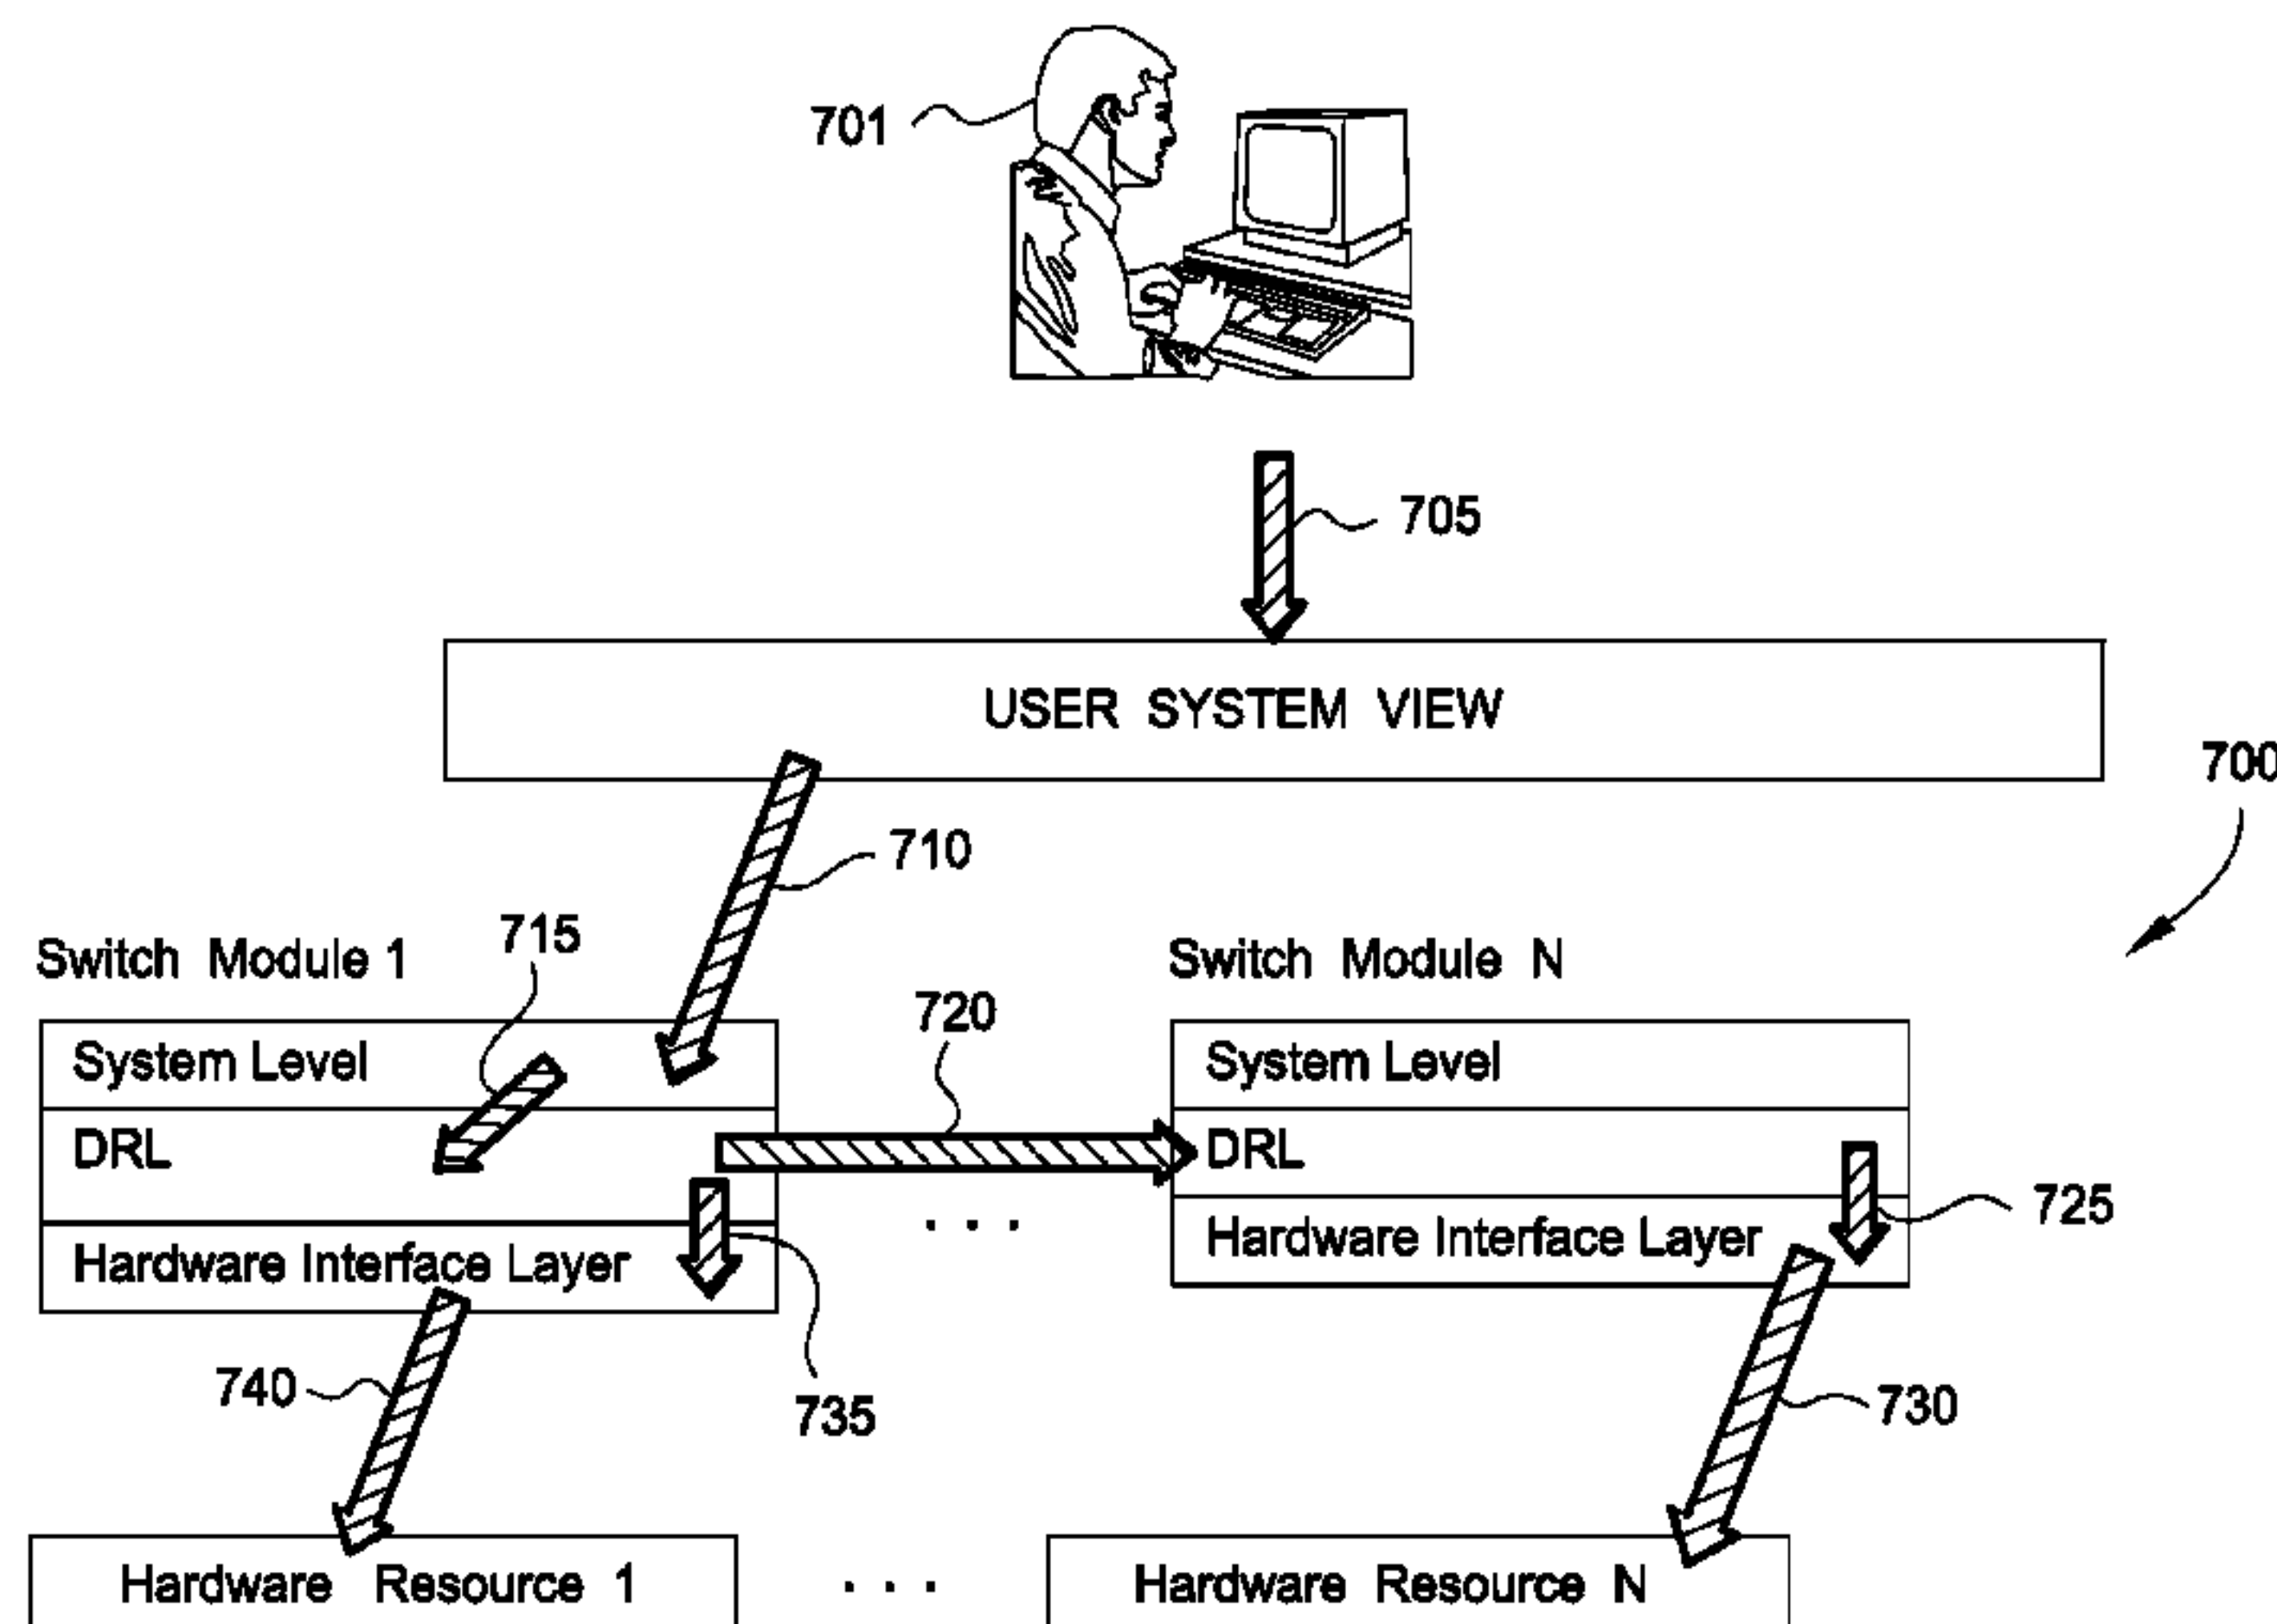 701
705
USER SYSTEM VIEW
700
710
715
Switch Module 1
Switch Module N
720
System Level
System Level
DRL
DRL
725
. . .
Hardware Interface Layer
Hardware Interface Layer
740
735
730
Hardware Resource 1
. . .
Hardware Resource N